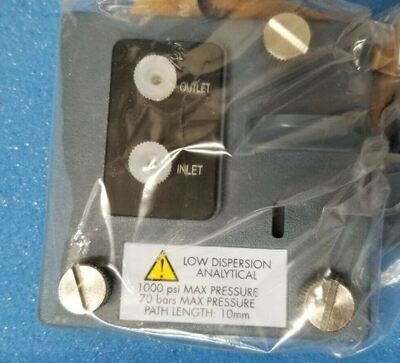 OUTLET
INLET
LOW DISPERSION
ANALYTICAL
1000 psi MAX PRESSURE
70 bars MAX PRESSURE
PATH LENGTH: 10mm